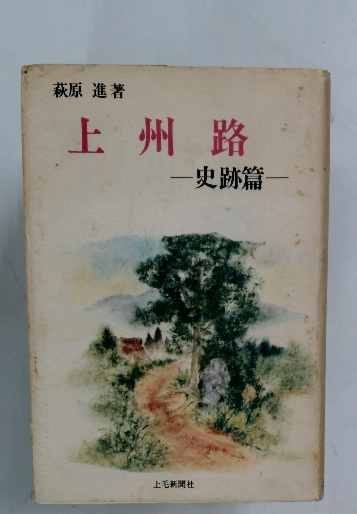 萩原 進著
上州路
―史跡篇―
上毛新聞社